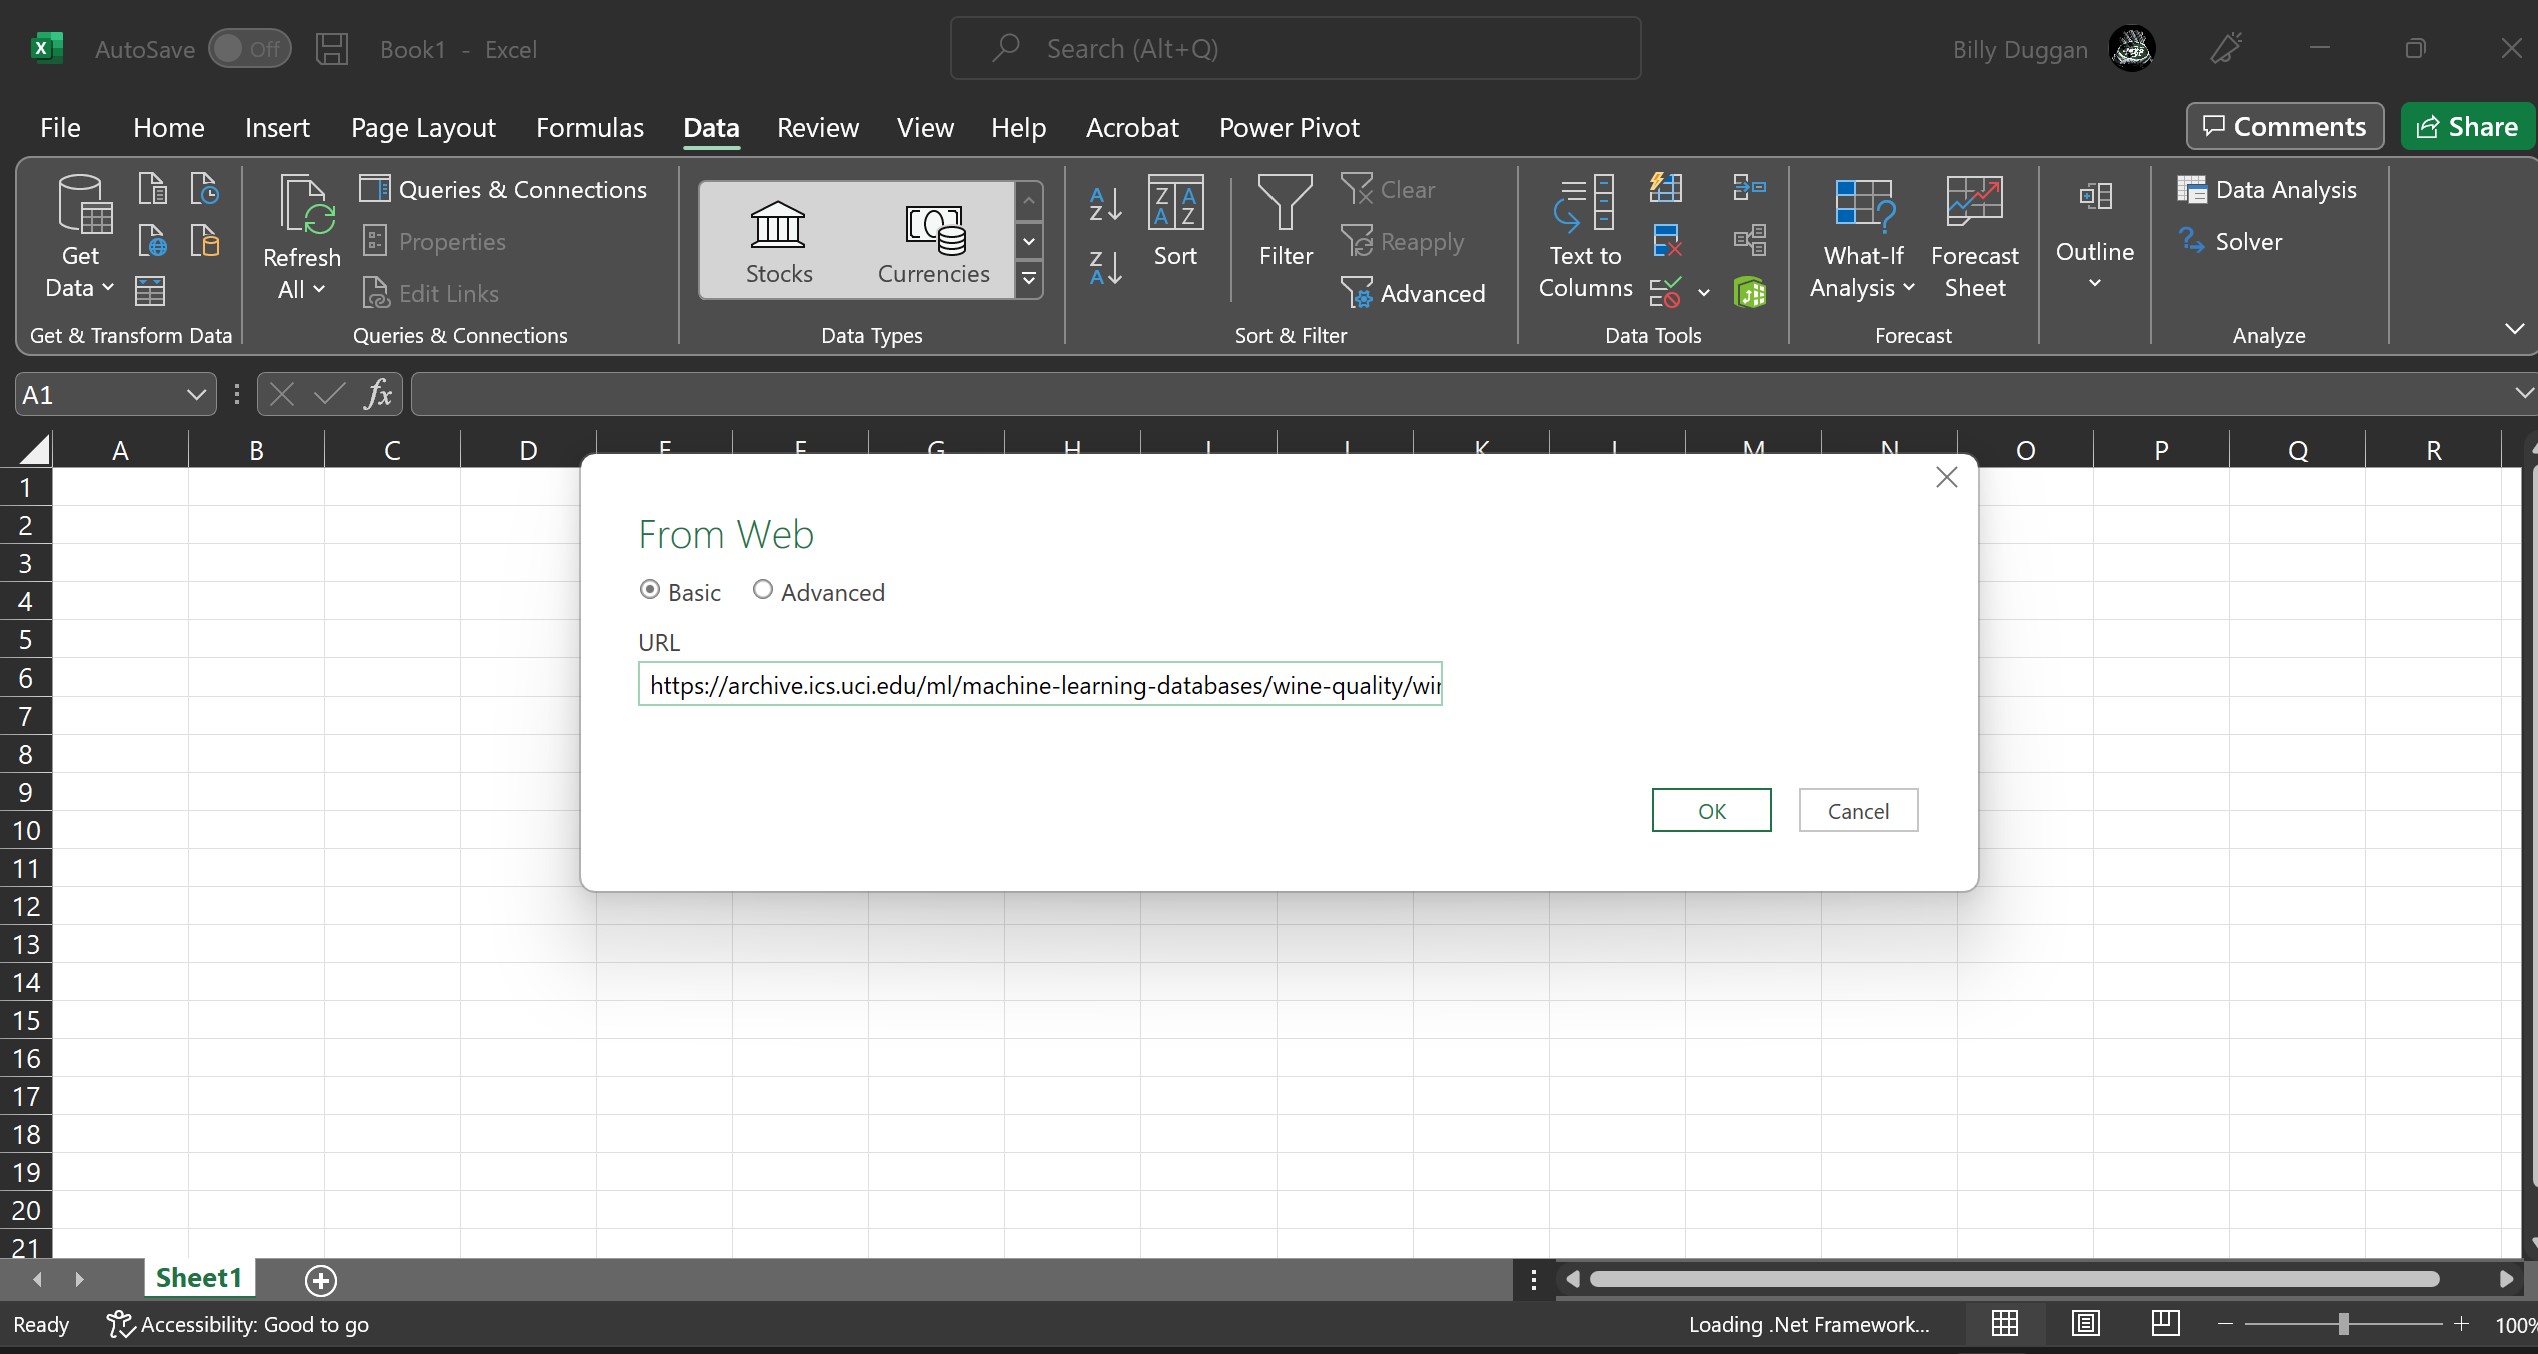 AutoSave Off Book1 - Excel Search (Alt+Q) Billy Duggan
File Home Insert Page Layout Formulas Data Review View Help Acrobat Power Pivot Comments Share
Get Data
Refresh All
Queries & Connections
Properties
Edit Links
Stocks Currencies
Sort
Filter
Clear
Reapply
Advanced
Text to Columns
What-If Analysis
Forecast Sheet
Outline
Data Analysis
Solver
Get & Transform Data Queries & Connections Data Types Sort & Filter Data Tools Forecast Analyze
A1 fx
A B C D E F G H I J K L M N O P Q R
From Web
Basic Advanced
URL
https://archive.ics.uci.edu/ml/machine-learning-databases/wine-quality/wi
OK Cancel
1
2
3
4
5
6
7
8
9
10
11
12
13
14
15
16
17
18
19
20
21
Sheet1
Ready Accessibility: Good to go Loading .Net Framework... 100%